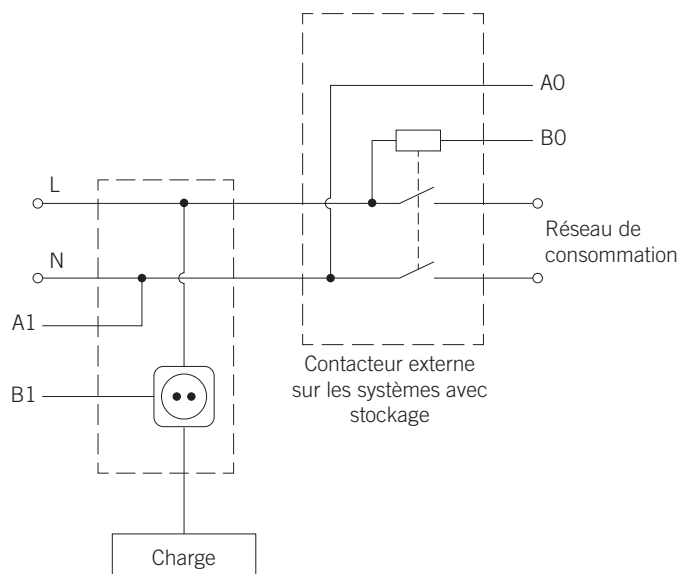 A0
B0
L
Réseau de
consommation
N
A1
Contacteur externe
sur les systèmes avec
stockage
B1
Charge